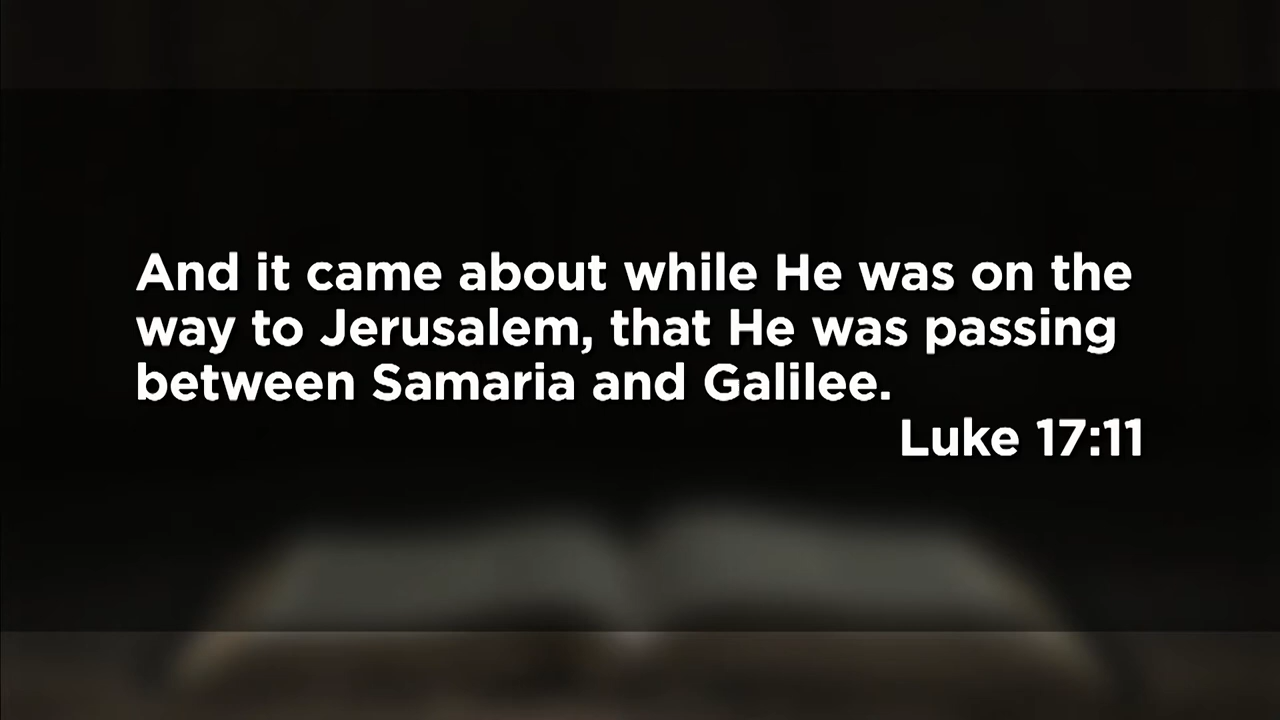 And it came about while He was on the
way to Jerusalem, that He was passing
between Samaria and Galilee.
Luke 17:11